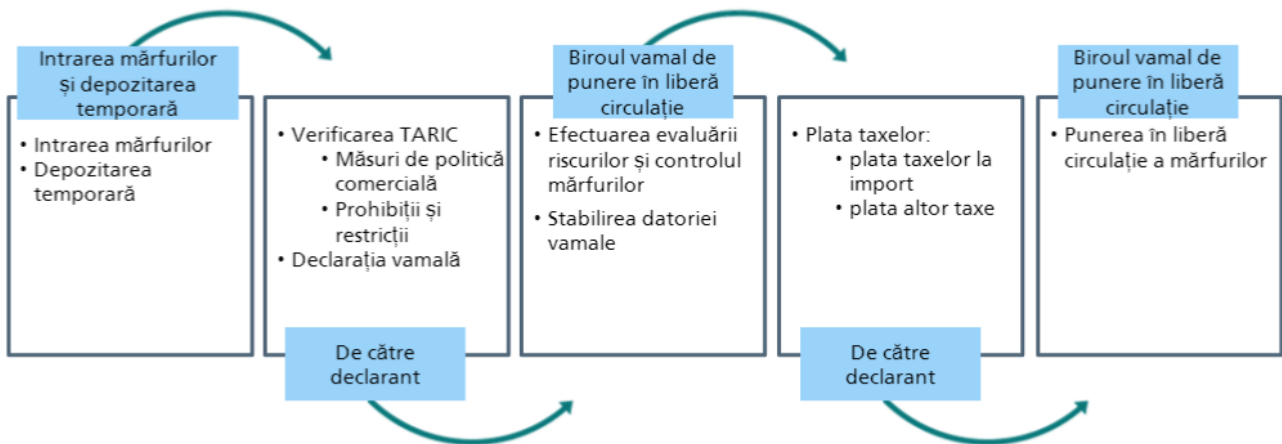 Intrarea mărfurilor
și depozitarea
temporară
• Intrarea mărfurilor
• Depozitarea
temporară
• Verificarea TARIC
• Măsuri de politică
comercială
• Prohibiții și
restricții
• Declarația vamală
De către
declarant
Biroul vamal de
punere în liberă
circulație
• Efectuarea evaluării
riscurilor și controlul
mărfurilor
• Stabilirea datoriei
vamale
• Plata taxelor:
• plata taxelor la
import
• plata altor taxe
De către
declarant
Biroul vamal de
punere în liberă
circulație
• Punerea în liberă
circulație a mărfurilor